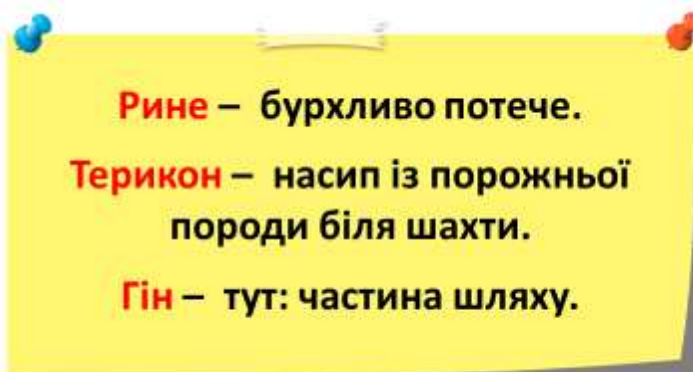 Рине – бурхливо потече.
Терикон – насип із порожньої
породи біля шахти.
Гін – тут: частина шляху.